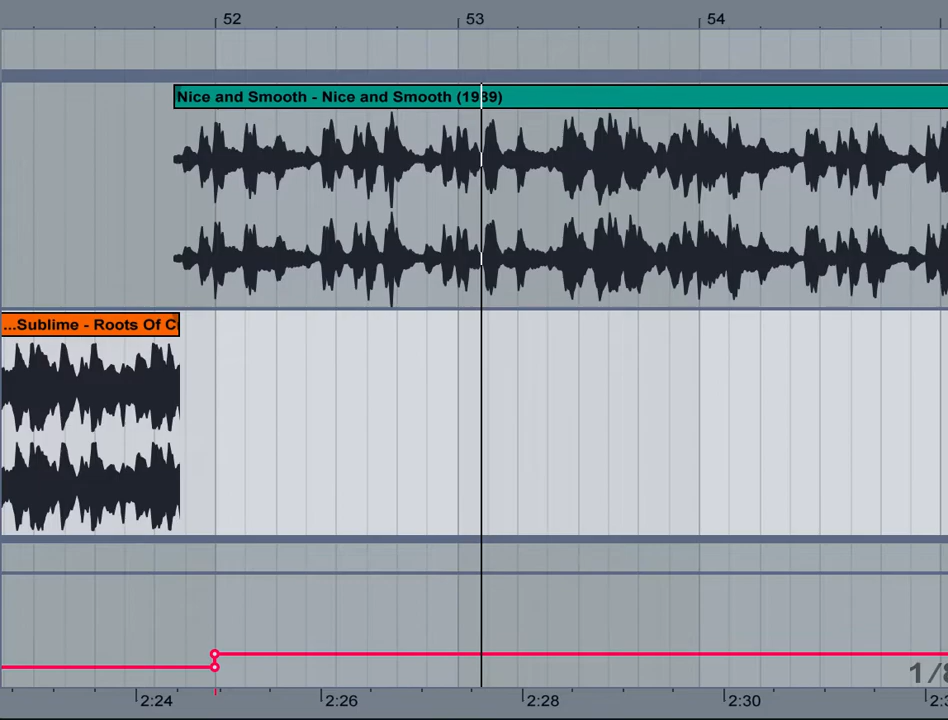 52 53 54
Nice and Smooth - Nice and Smooth (1989)
...Sublime - Roots Of C
1/8
2:24 2:26 2:28 2:30